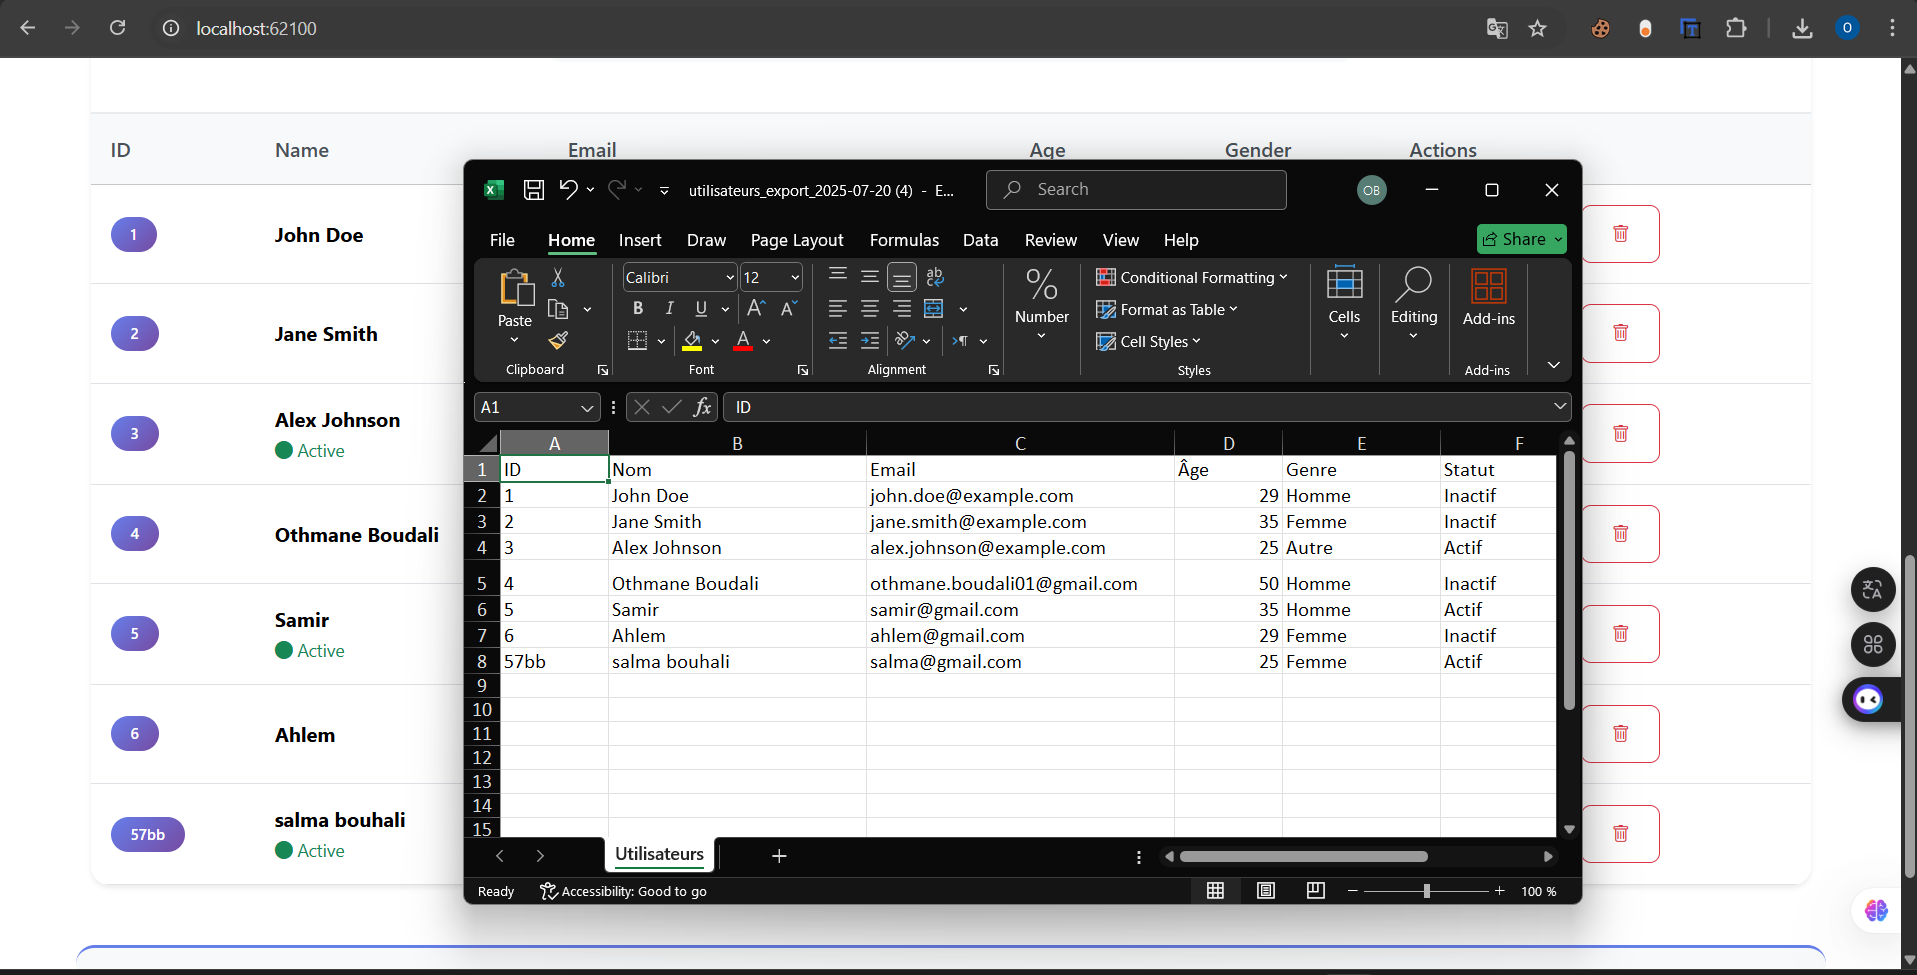 localhost:62100
ID Name Email Age Gender Actions
1 John Doe
2 Jane Smith
3 Alex Johnson
Active
4 Othmane Boudali
5 Samir
Active
6 Ahlem
57bb salma bouhali
Active
utilisateurs_export_2025-07-20 (4) - E... Search OB
File Home Insert Draw Page Layout Formulas Data Review View Help Share
Paste
Clipboard
Calibri 12
B I U A A
A
Font
ab
Alignment
% Number
Conditional Formatting
Format as Table
Cell Styles
Styles
Cells
Editing
Add-ins
Add-ins
A1 fx ID
A B C D E F
1 ID Nom Email Âge Genre Statut
2 1 John Doe john.doe@example.com 29 Homme Inactif
3 2 Jane Smith jane.smith@example.com 35 Femme Inactif
4 3 Alex Johnson alex.johnson@example.com 25 Autre Actif
5 4 Othmane Boudali othmane.boudali01@gmail.com 50 Homme Inactif
6 5 Samir samir@gmail.com 35 Homme Actif
7 6 Ahlem ahlem@gmail.com 29 Femme Inactif
8 57bb salma bouhali salma@gmail.com 25 Femme Actif
9
10
11
12
13
14
15
Utilisateurs
Ready Accessibility: Good to go 100 %